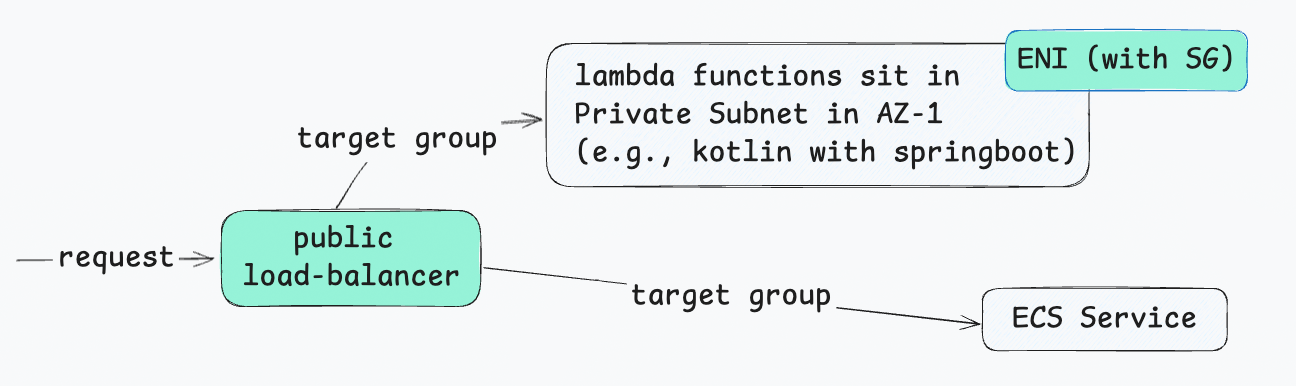 ENI (with SG)
lambda functions sit in
Private Subnet in AZ-1
(e.g., kotlin with springboot)
target group
request
public
load-balancer
target group
ECS Service